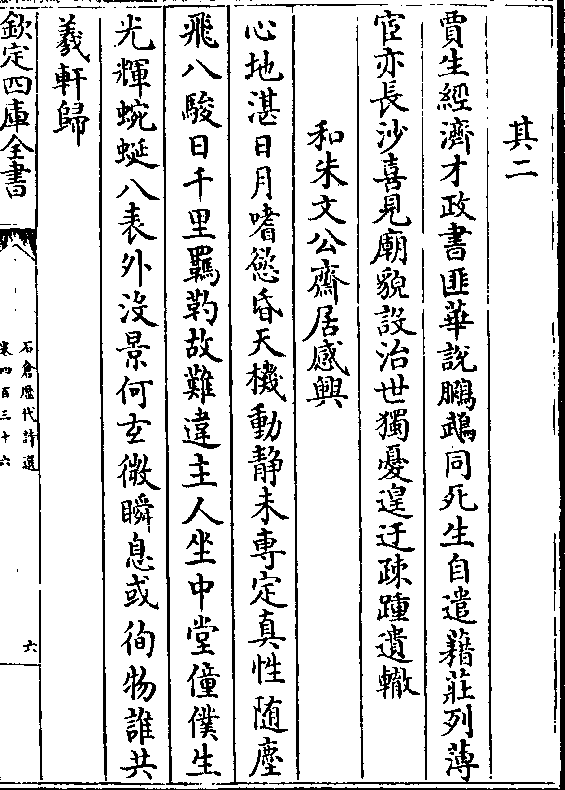 其二
賈生經濟才政書匪華說鵬鵡同死生自遣藉莊列薄
宦亦長沙喜見廟貌設治世獨憂遑迂疎踵遺轍
和朱文公齋居感興
心地湛日月嗜慾昏天機動静未専定真性随塵
飛八駿日千里羈靮故難違主人坐中堂僮僕生
光輝蜿蜒八表外沒景何玄微瞬息或徇物誰共
羲軒歸
欽定四庫全書
石倉歴代詩選
卷四百三十六
六